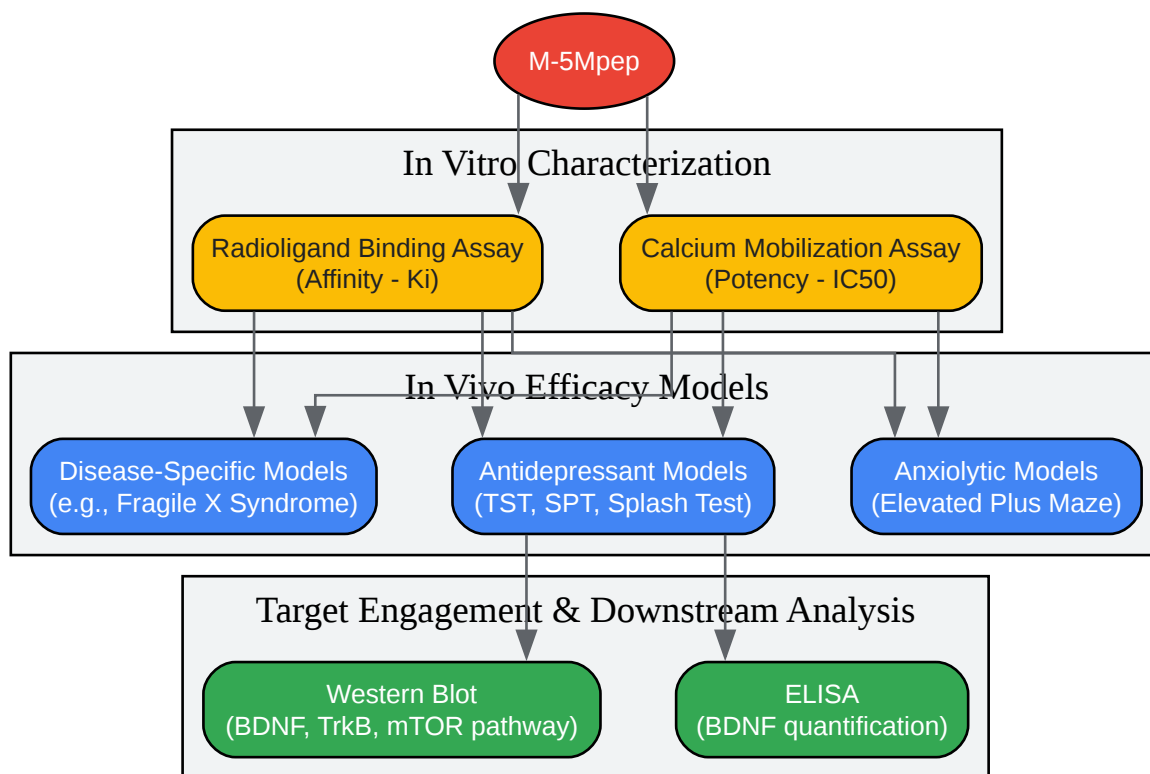 M-5Mpep
In Vitro Characterization
Radioligand Binding Assay
(Affinity - Ki)
Calcium Mobilization Assay
(Potency - IC50)
In Vivo Efficacy Models
Disease-Specific Models
(e.g., Fragile X Syndrome)
Antidepressant Models
(TST, SPT, Splash Test)
Anxiolytic Models
(Elevated Plus Maze)
Target Engagement & Downstream Analysis
Western Blot
(BDNF, TrkB, mTOR pathway)
ELISA
(BDNF quantification)